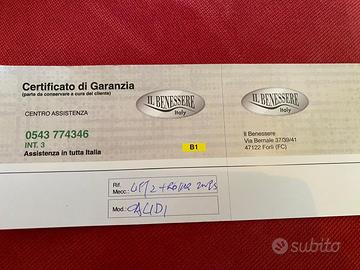 Certificato di Garanzia
(parte da conservare a cura del cliente)
IL BENESSERE
Italy
IL BENESSERE
Italy
CENTRO ASSISTENZA
0543 774346
INT. 3
Assistenza in tutta Italia
B1
Il Benessere
Via Bernale 37/39/41
47122 Forlì (FC)
Rif.
Mecc.:
Mod.:
subito